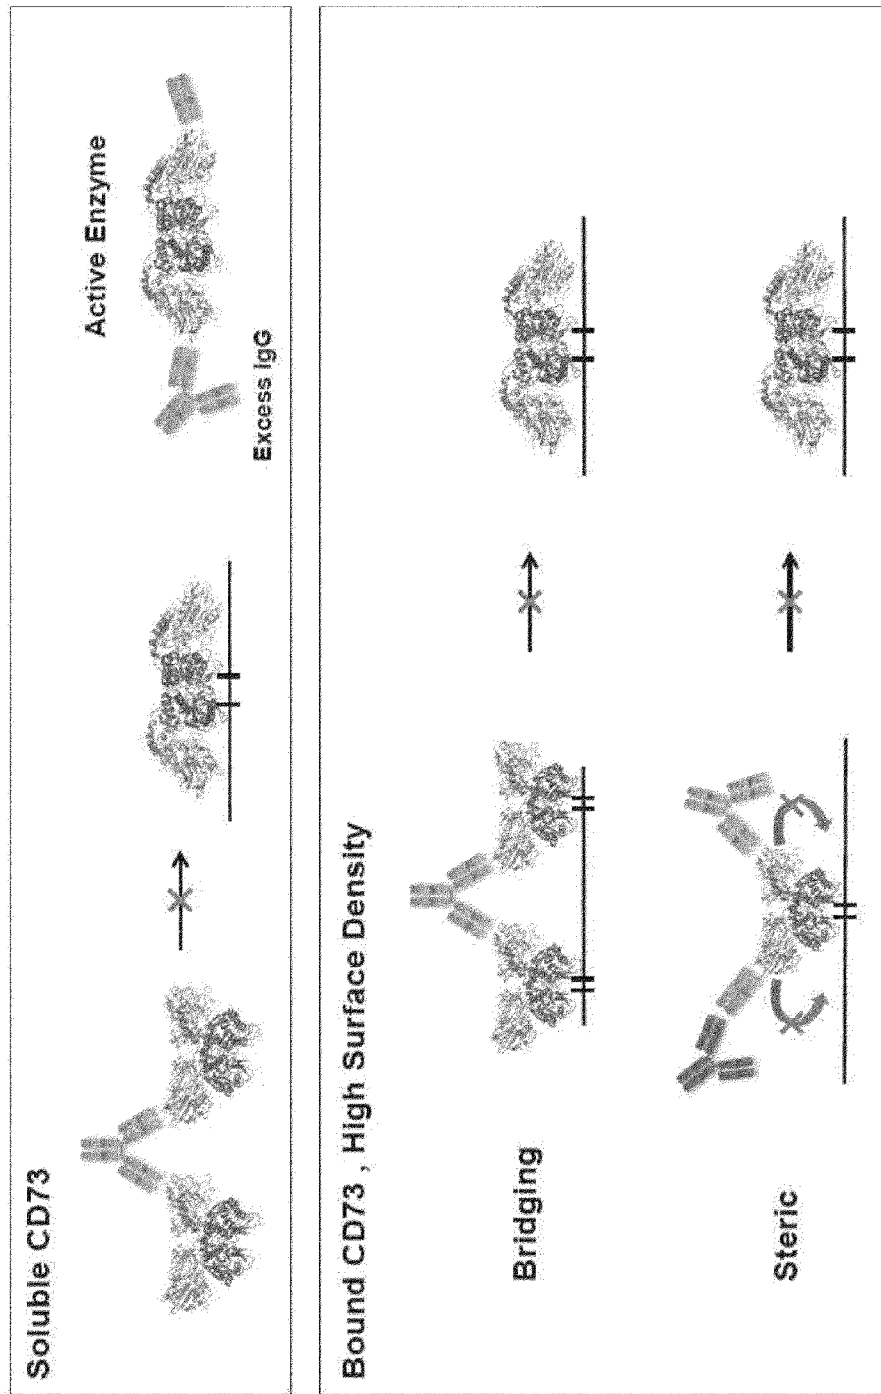 Soluble CD73
Active Enzyme
Excess IgG
Bound CD73 , High Surface Density
Bridging
Steric